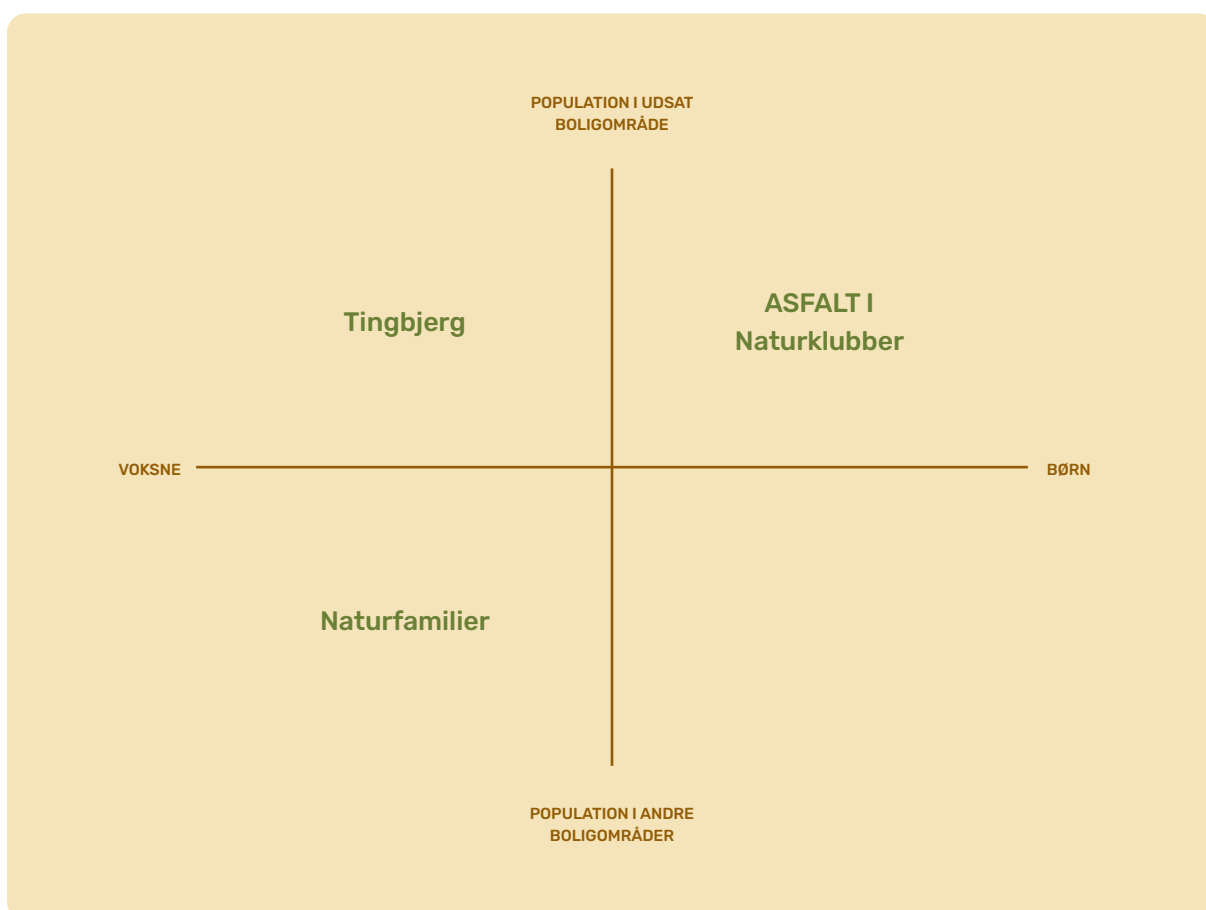 POPULATION I UDSAT
BOLIGOMRÅDE
Tingbjerg
ASFALT I
Naturklubber
VOKSNE
BØRN
Naturfamilier
POPULATION I ANDRE
BOLIGOMRÅDER